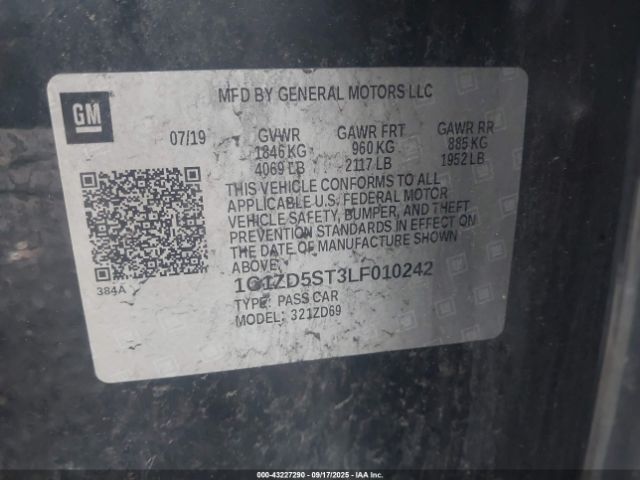 GM
MFD BY GENERAL MOTORS LLC
07/19 GVWR GAWR FRT GAWR RR
1846 KG 960 KG 885 KG
4069 LB 2117 LB 1952 LB
THIS VEHICLE CONFORMS TO ALL
APPLICABLE U.S. FEDERAL MOTOR
VEHICLE SAFETY, BUMPER, AND THEFT
PREVENTION STANDARDS IN EFFECT ON
THE DATE OF MANUFACTURE SHOWN
ABOVE.
384A
1G1ZD5ST3LF010242
TYPE: PASS CAR
MODEL: 321ZD69
000-43227290 - 09/17/2025 - IAAI, Inc.